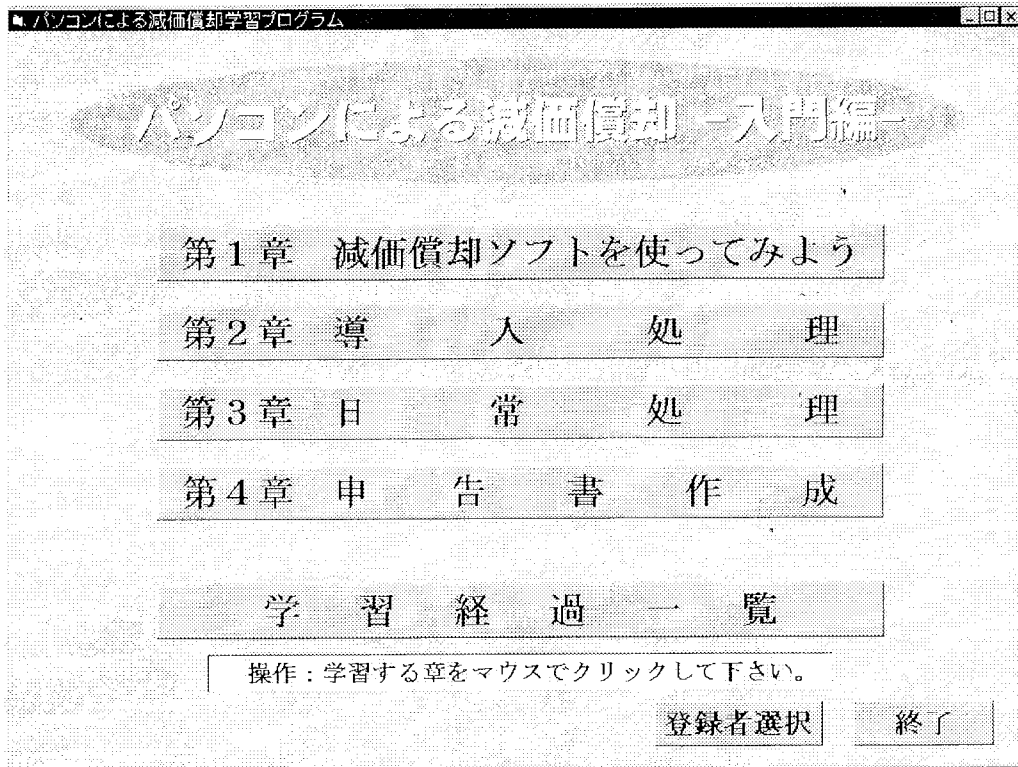 パソコンによる減価償却学習プログラム
パソコンによる減価償却 -入門編-
第1章 減価償却ソフトを使ってみよう
第2章 導入処理
第3章 日常処理
第4章 申告書作成
学習経過一覧
操作：学習する章をマウスでクリックして下さい。
登録者選択 終了